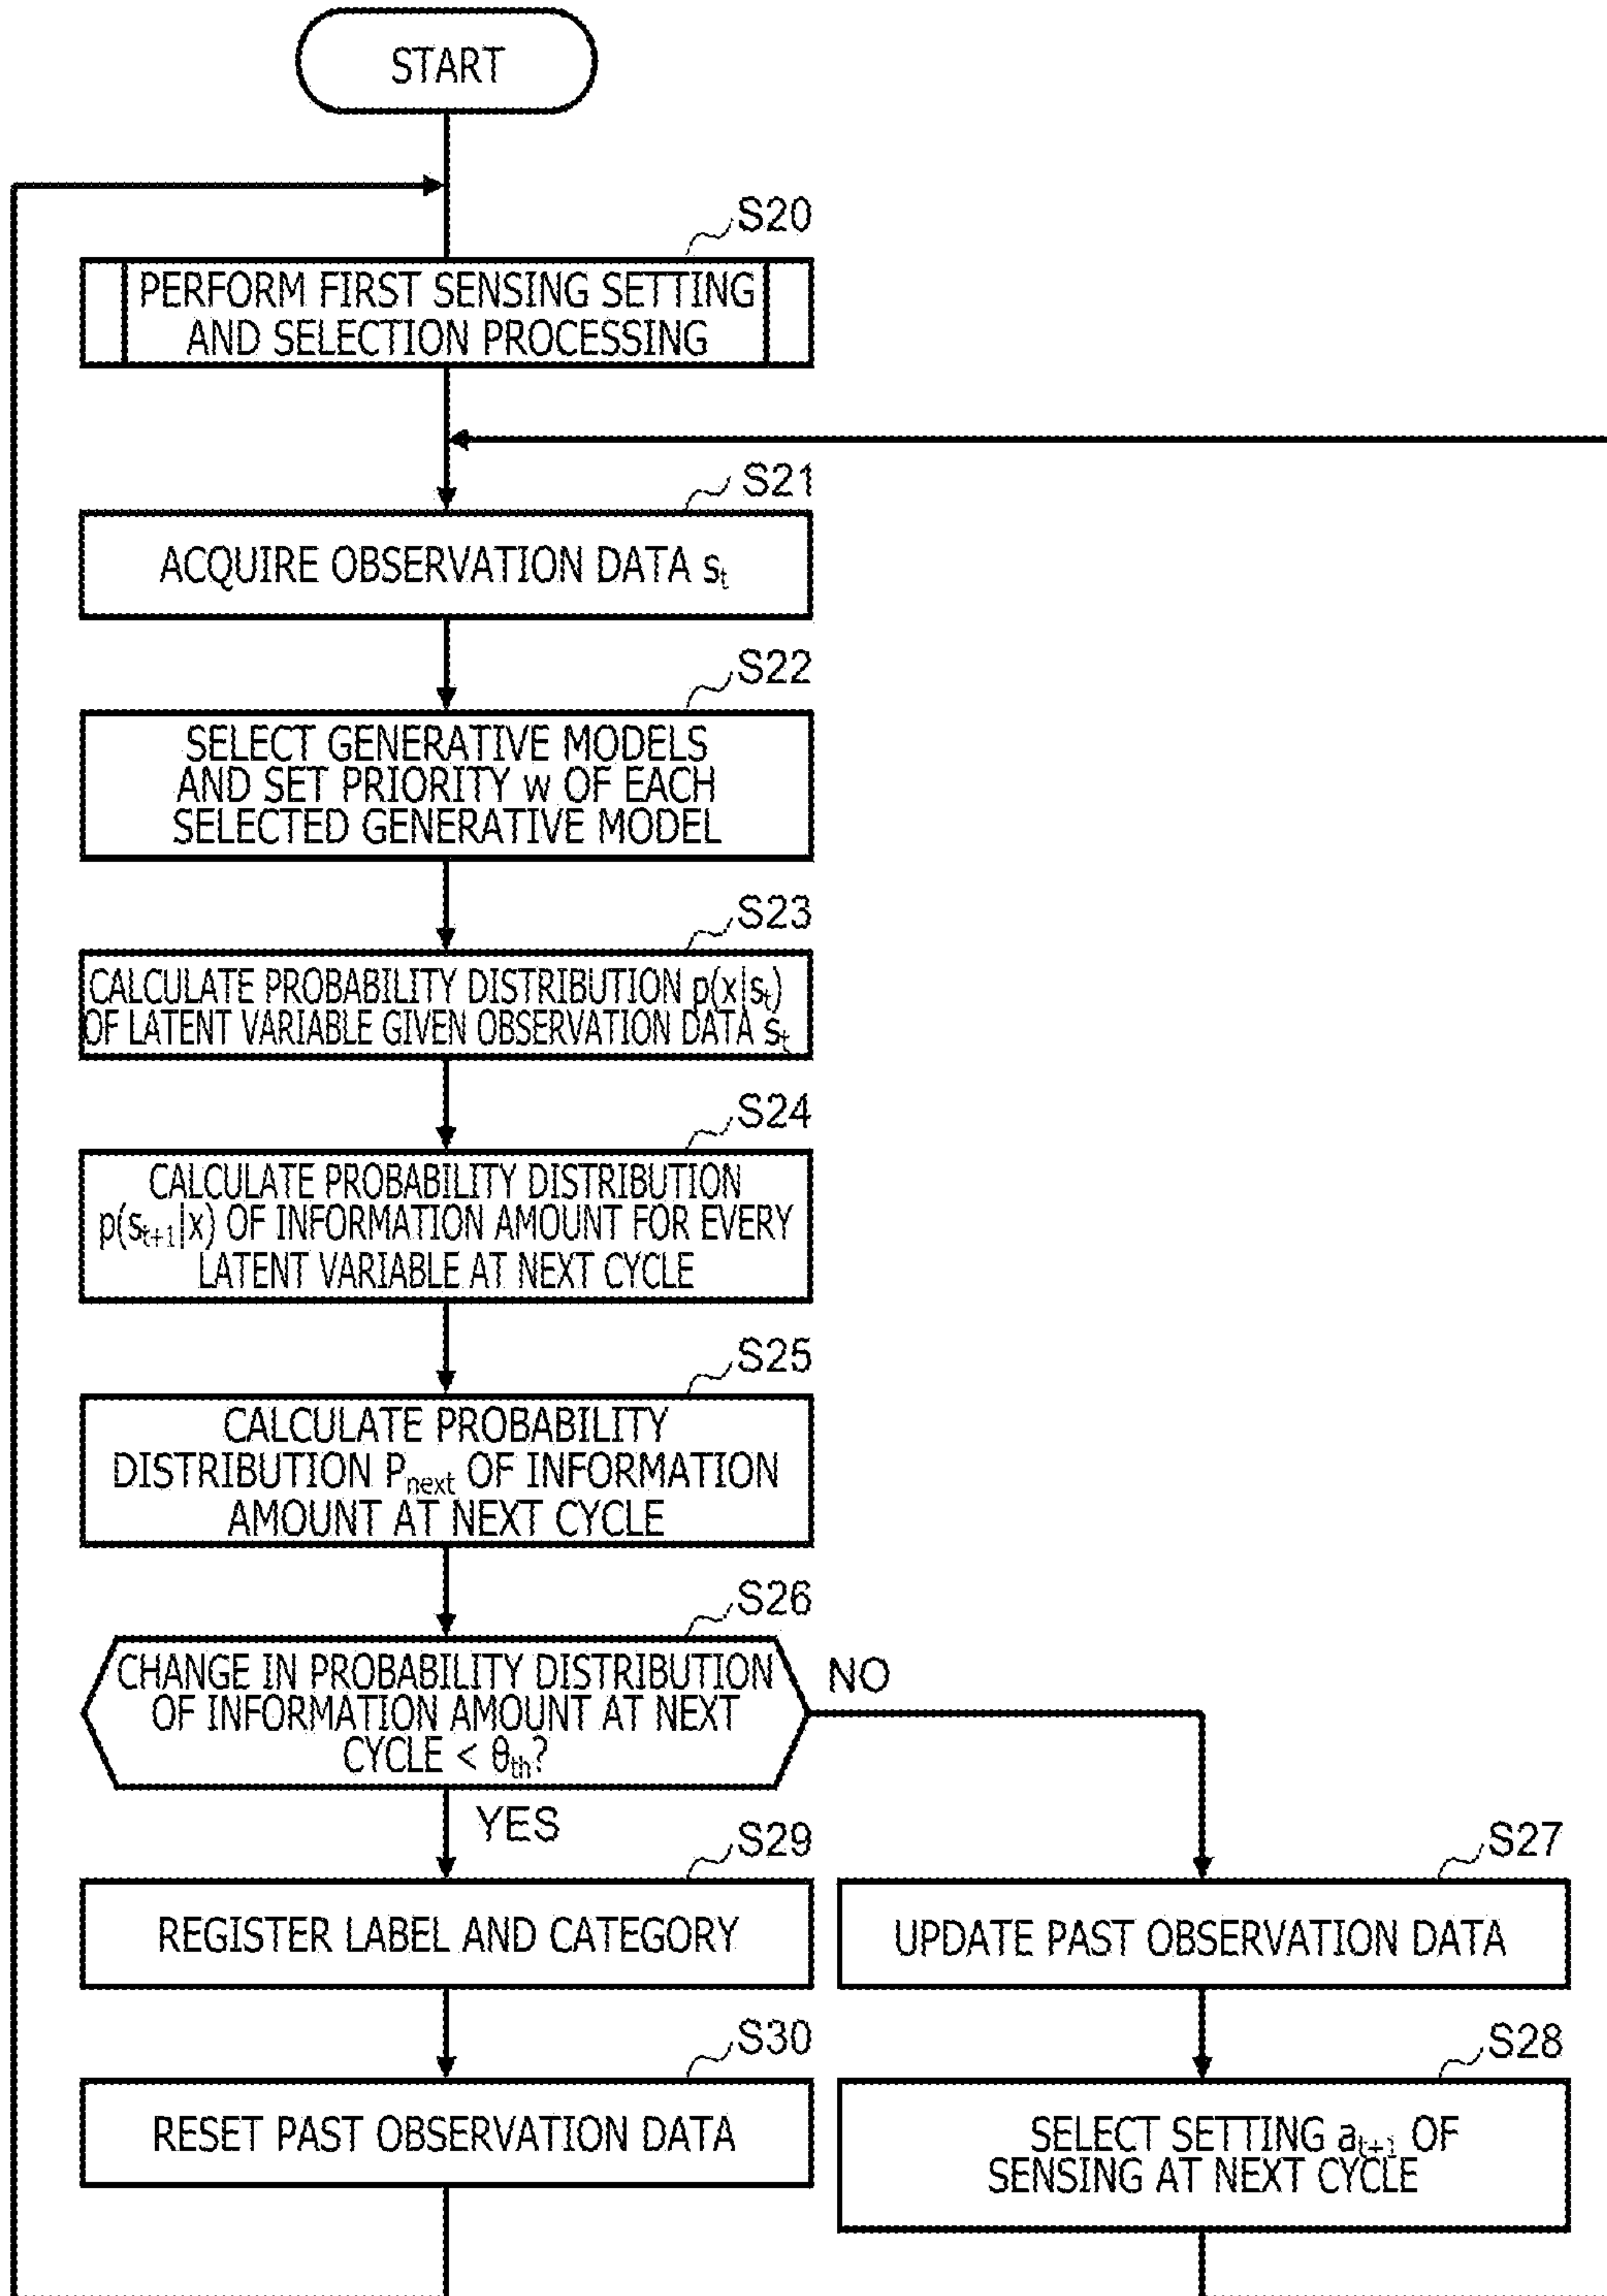 START
S20
PERFORM FIRST SENSING SETTING
AND SELECTION PROCESSING
S21
ACQUIRE OBSERVATION DATA sₜ
S22
SELECT GENERATIVE MODELS
AND SET PRIORITY w OF EACH
SELECTED GENERATIVE MODEL
S23
CALCULATE PROBABILITY DISTRIBUTION p(x|sₜ)
OF LATENT VARIABLE GIVEN OBSERVATION DATA sₜ
S24
CALCULATE PROBABILITY DISTRIBUTION
p(sₜ₊₁|x) OF INFORMATION AMOUNT FOR EVERY
LATENT VARIABLE AT NEXT CYCLE
S25
CALCULATE PROBABILITY
DISTRIBUTION P_next OF INFORMATION
AMOUNT AT NEXT CYCLE
S26
CHANGE IN PROBABILITY DISTRIBUTION
OF INFORMATION AMOUNT AT NEXT
CYCLE < θ_th?
NO
YES
S29
REGISTER LABEL AND CATEGORY
S27
UPDATE PAST OBSERVATION DATA
S30
RESET PAST OBSERVATION DATA
S28
SELECT SETTING aₜ₊₁ OF
SENSING AT NEXT CYCLE